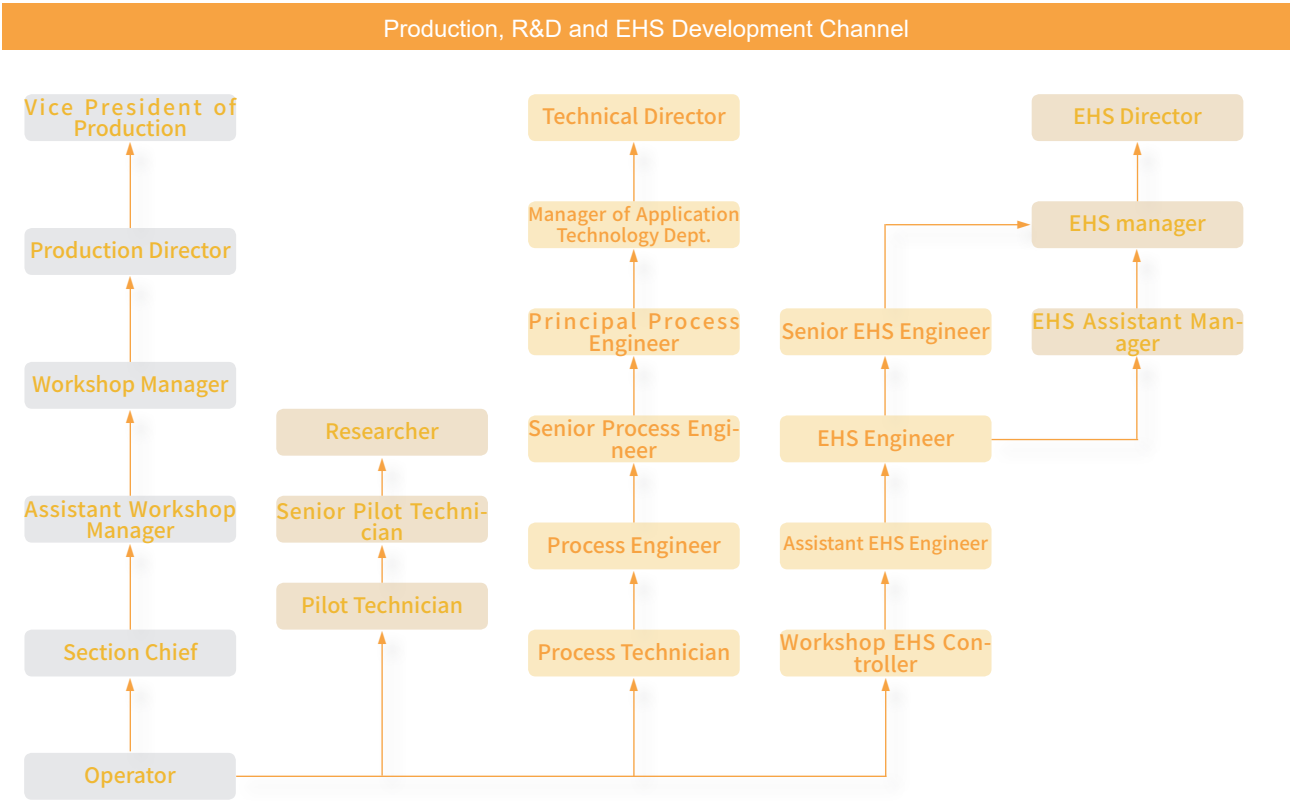 Production, R&D and EHS Development Channel
Vice President of
Production
Production Director
Workshop Manager
Assistant Workshop
Manager
Section Chief
Operator
Researcher
Senior Pilot Techni-
cian
Pilot Technician
Technical Director
Manager of Application
Technology Dept.
Principal Process
Engineer
Senior Process Engi-
neer
Process Engineer
Process Technician
Senior EHS Engineer
EHS Engineer
Assistant EHS Engineer
Workshop EHS Con-
troller
EHS Director
EHS manager
EHS Assistant Man-
ager